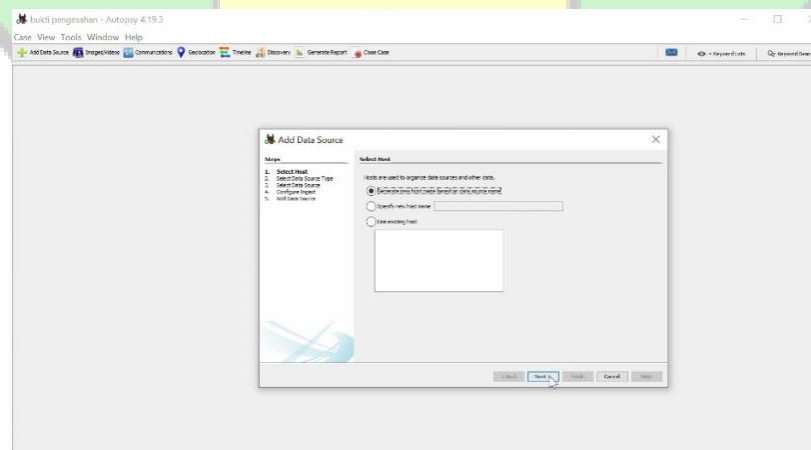 bukti pengesahan - Autopsy 4.19.3
Case View Tools Window Help
Add Data Source Images/Videos Communications Geolocation Timeline Discovery Generate Report Close Case Keyword Lists Keyword Sear
Add Data Source
Steps
Select Host
1. Select Host
2. Select Data Source Type
3. Select Data Source
4. Configure Ingest
5. Add Data Source
Hosts are used to organize data sources and other data.
Generate new host name based on data source name
Specify new host name
Use existing host
< Back Next > Finish Cancel Help